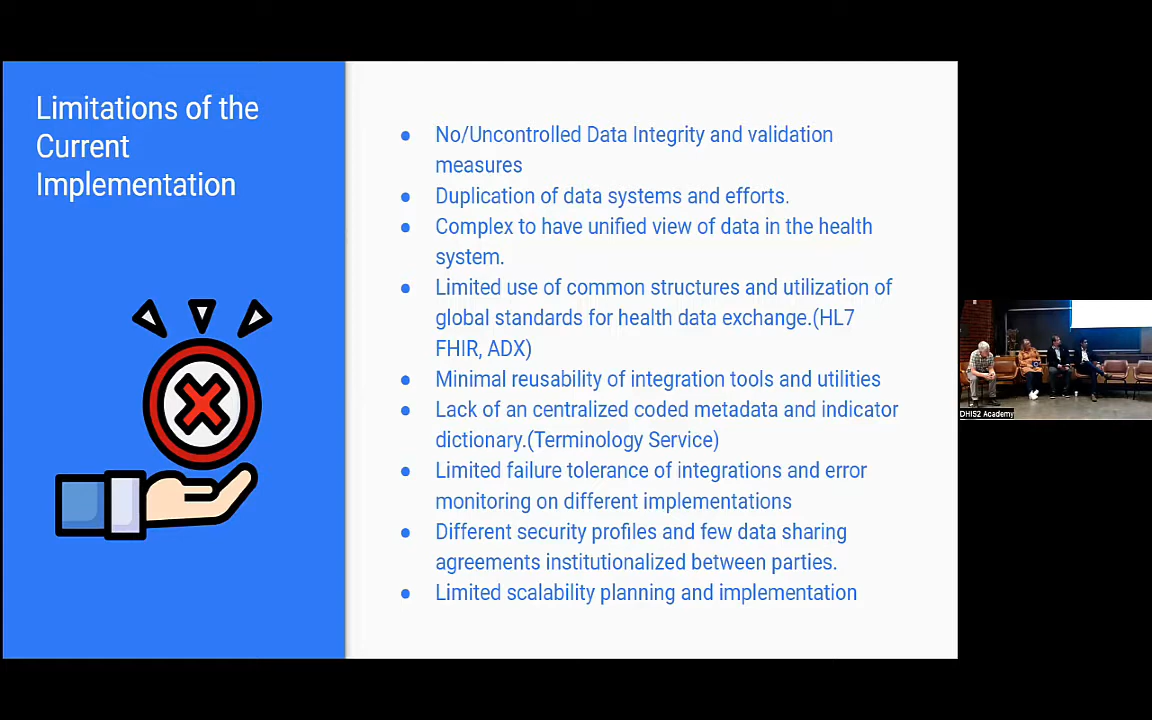 Limitations of the
Current
Implementation
● No/Uncontrolled Data Integrity and validation
measures
● Duplication of data systems and efforts.
● Complex to have unified view of data in the health
system.
● Limited use of common structures and utilization of
global standards for health data exchange.(HL7
FHIR, ADX)
● Minimal reusability of integration tools and utilities
● Lack of an centralized coded metadata and indicator
dictionary.(Terminology Service)
● Limited failure tolerance of integrations and error
monitoring on different implementations
● Different security profiles and few data sharing
agreements institutionalized between parties.
● Limited scalability planning and implementation
DHIS2 Academy